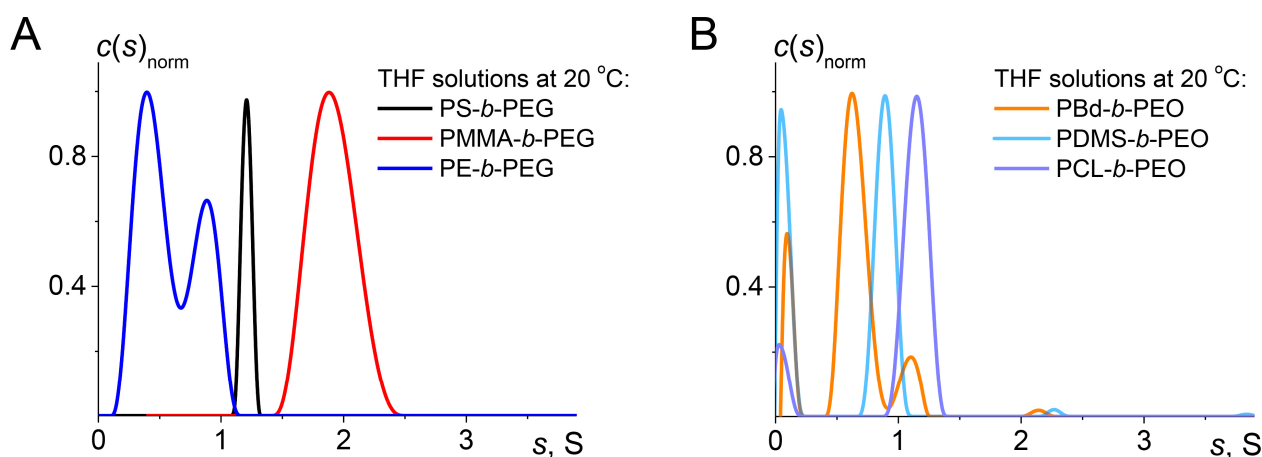 A
c(s)norm
THF solutions at 20 °C:
PS-b-PEG
PMMA-b-PEG
PE-b-PEG
0.8
0.4
0 1 2 3 s, S
B
c(s)norm
THF solutions at 20 °C:
PBd-b-PEO
PDMS-b-PEO
PCL-b-PEO
0.8
0.4
0 1 2 3 s, S